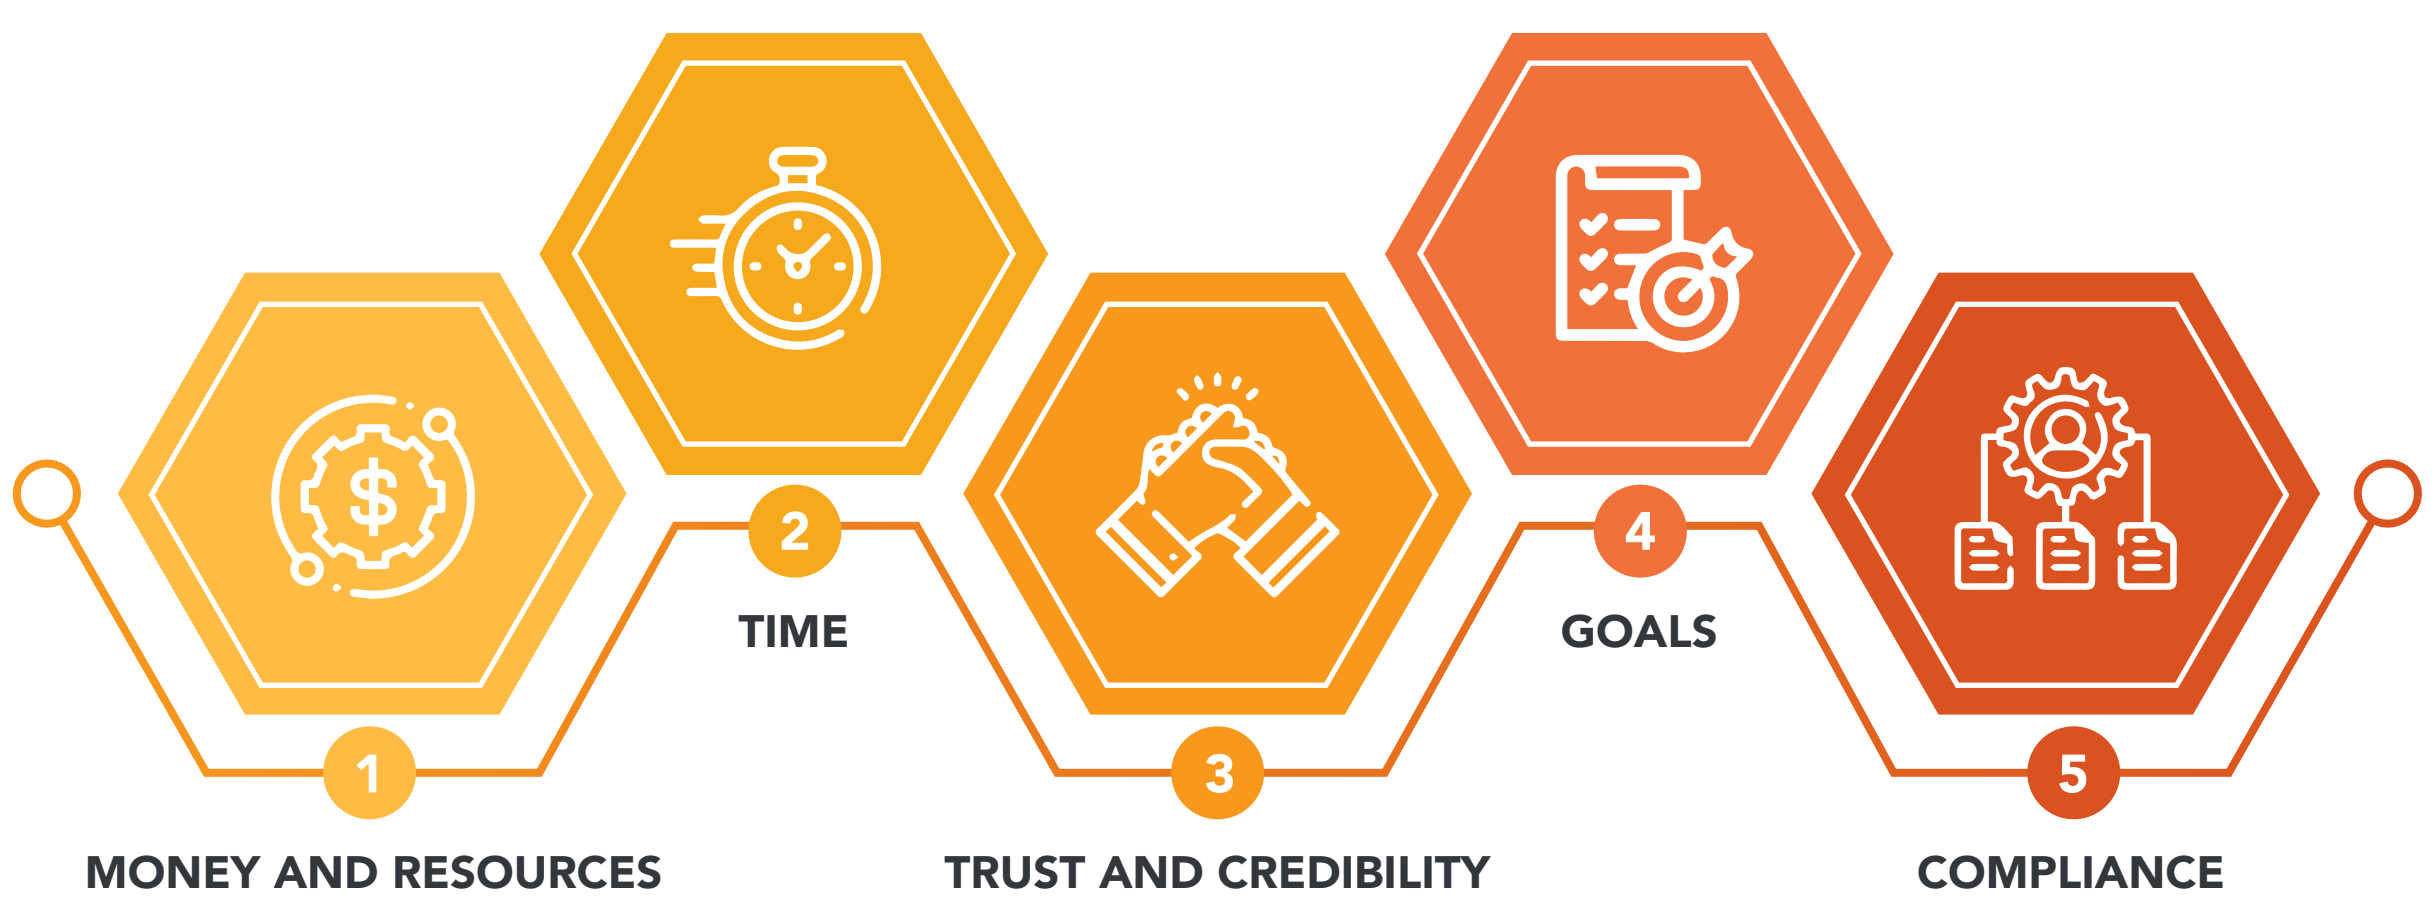 $
1
MONEY AND RESOURCES
2
TIME
3
TRUST AND CREDIBILITY
4
GOALS
5
COMPLIANCE